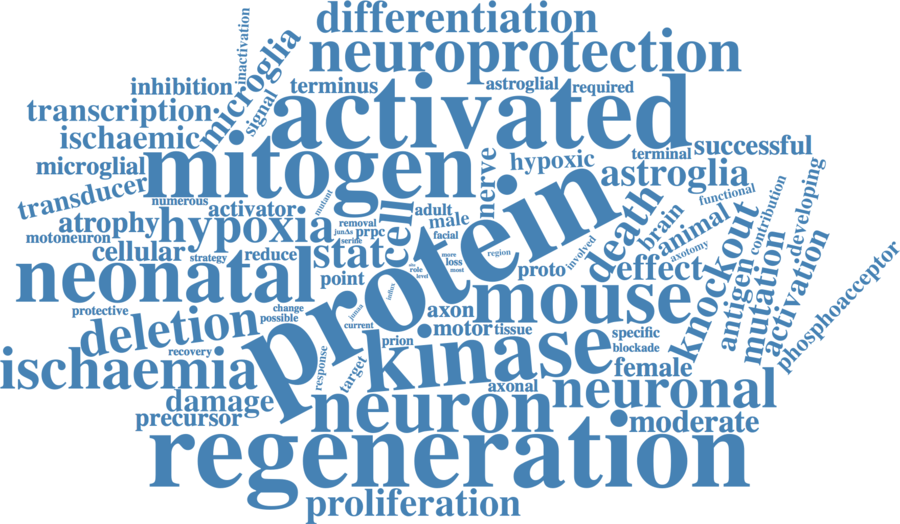 differentiation
inactivation
neuroprotection
microglia
inhibition
terminus
astroglial
required
activated
signal
transcription
ischaemic
successful
mitogen
nerve
hypoxic
terminal
microglial
astroglia
transducer
numerous
mutant
functional
developing
activator
protein
death
contribution
atrophy
hypoxia
removal
cell
adult
male
brain
animal
knockout
motoneuron
junΔs
prpc
serine
facial
cellular
strategy
reduce
state
more
region
involved
axotomy
antigen
mutation
activation
loss
role
most
level
proto
effect
phosphoacceptor
neonatal
point
influx
mouse
protective
change
possible
junaa
current
axon
deletion
motor
tissue
specific
prion
kinase
blockade
recovery
ischaemia
response
target
female
axonal
neuronal
damage
neuron
precursor
moderate
regeneration
proliferation